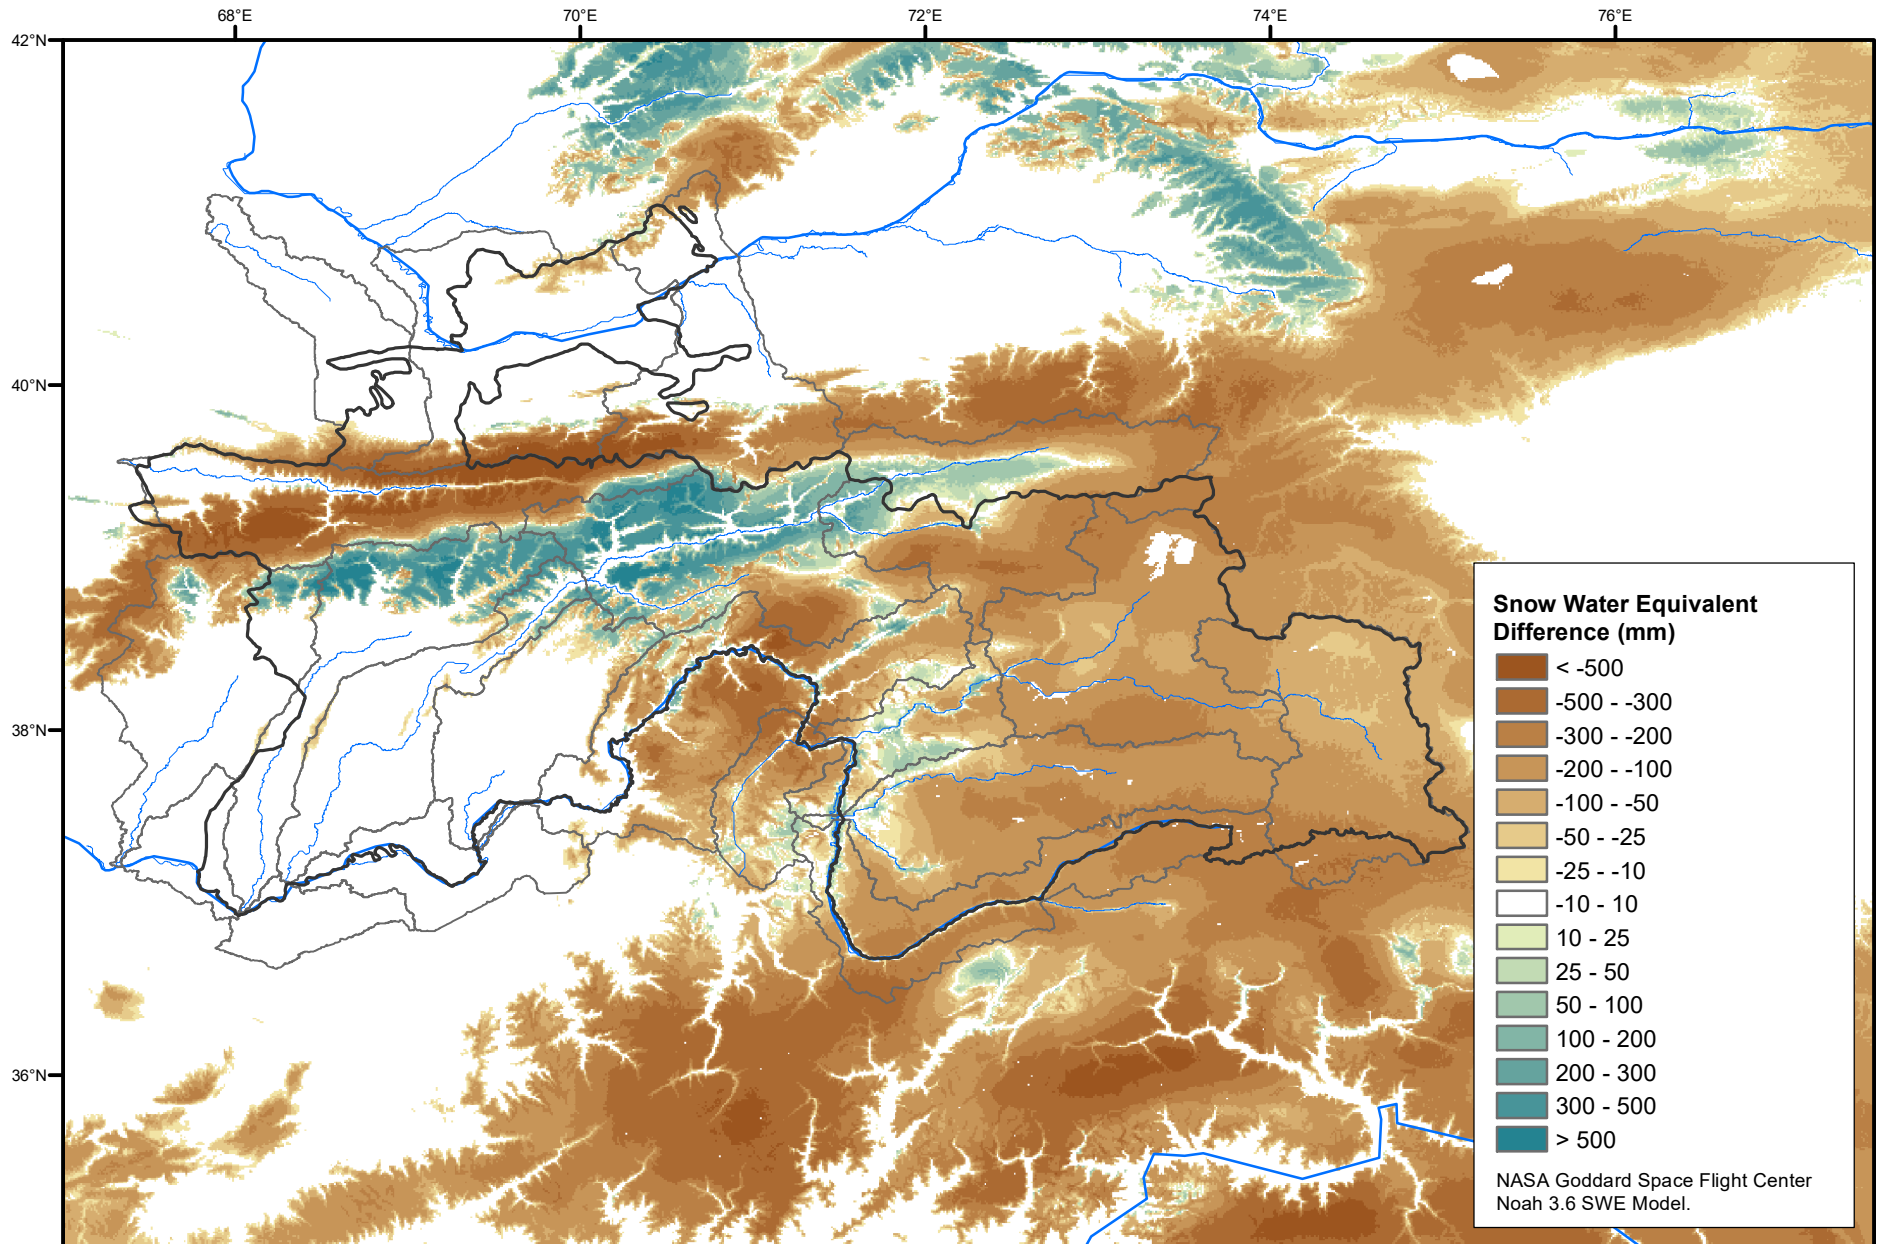 68°E 70°E 72°E 74°E 76°E
42°N
40°N
38°N
36°N
Snow Water Equivalent
Difference (mm)
< -500
-500 - -300
-300 - -200
-200 - -100
-100 - -50
-50 - -25
-25 - -10
-10 - 10
10 - 25
25 - 50
50 - 100
100 - 200
200 - 300
300 - 500
> 500
NASA Goddard Space Flight Center
Noah 3.6 SWE Model.